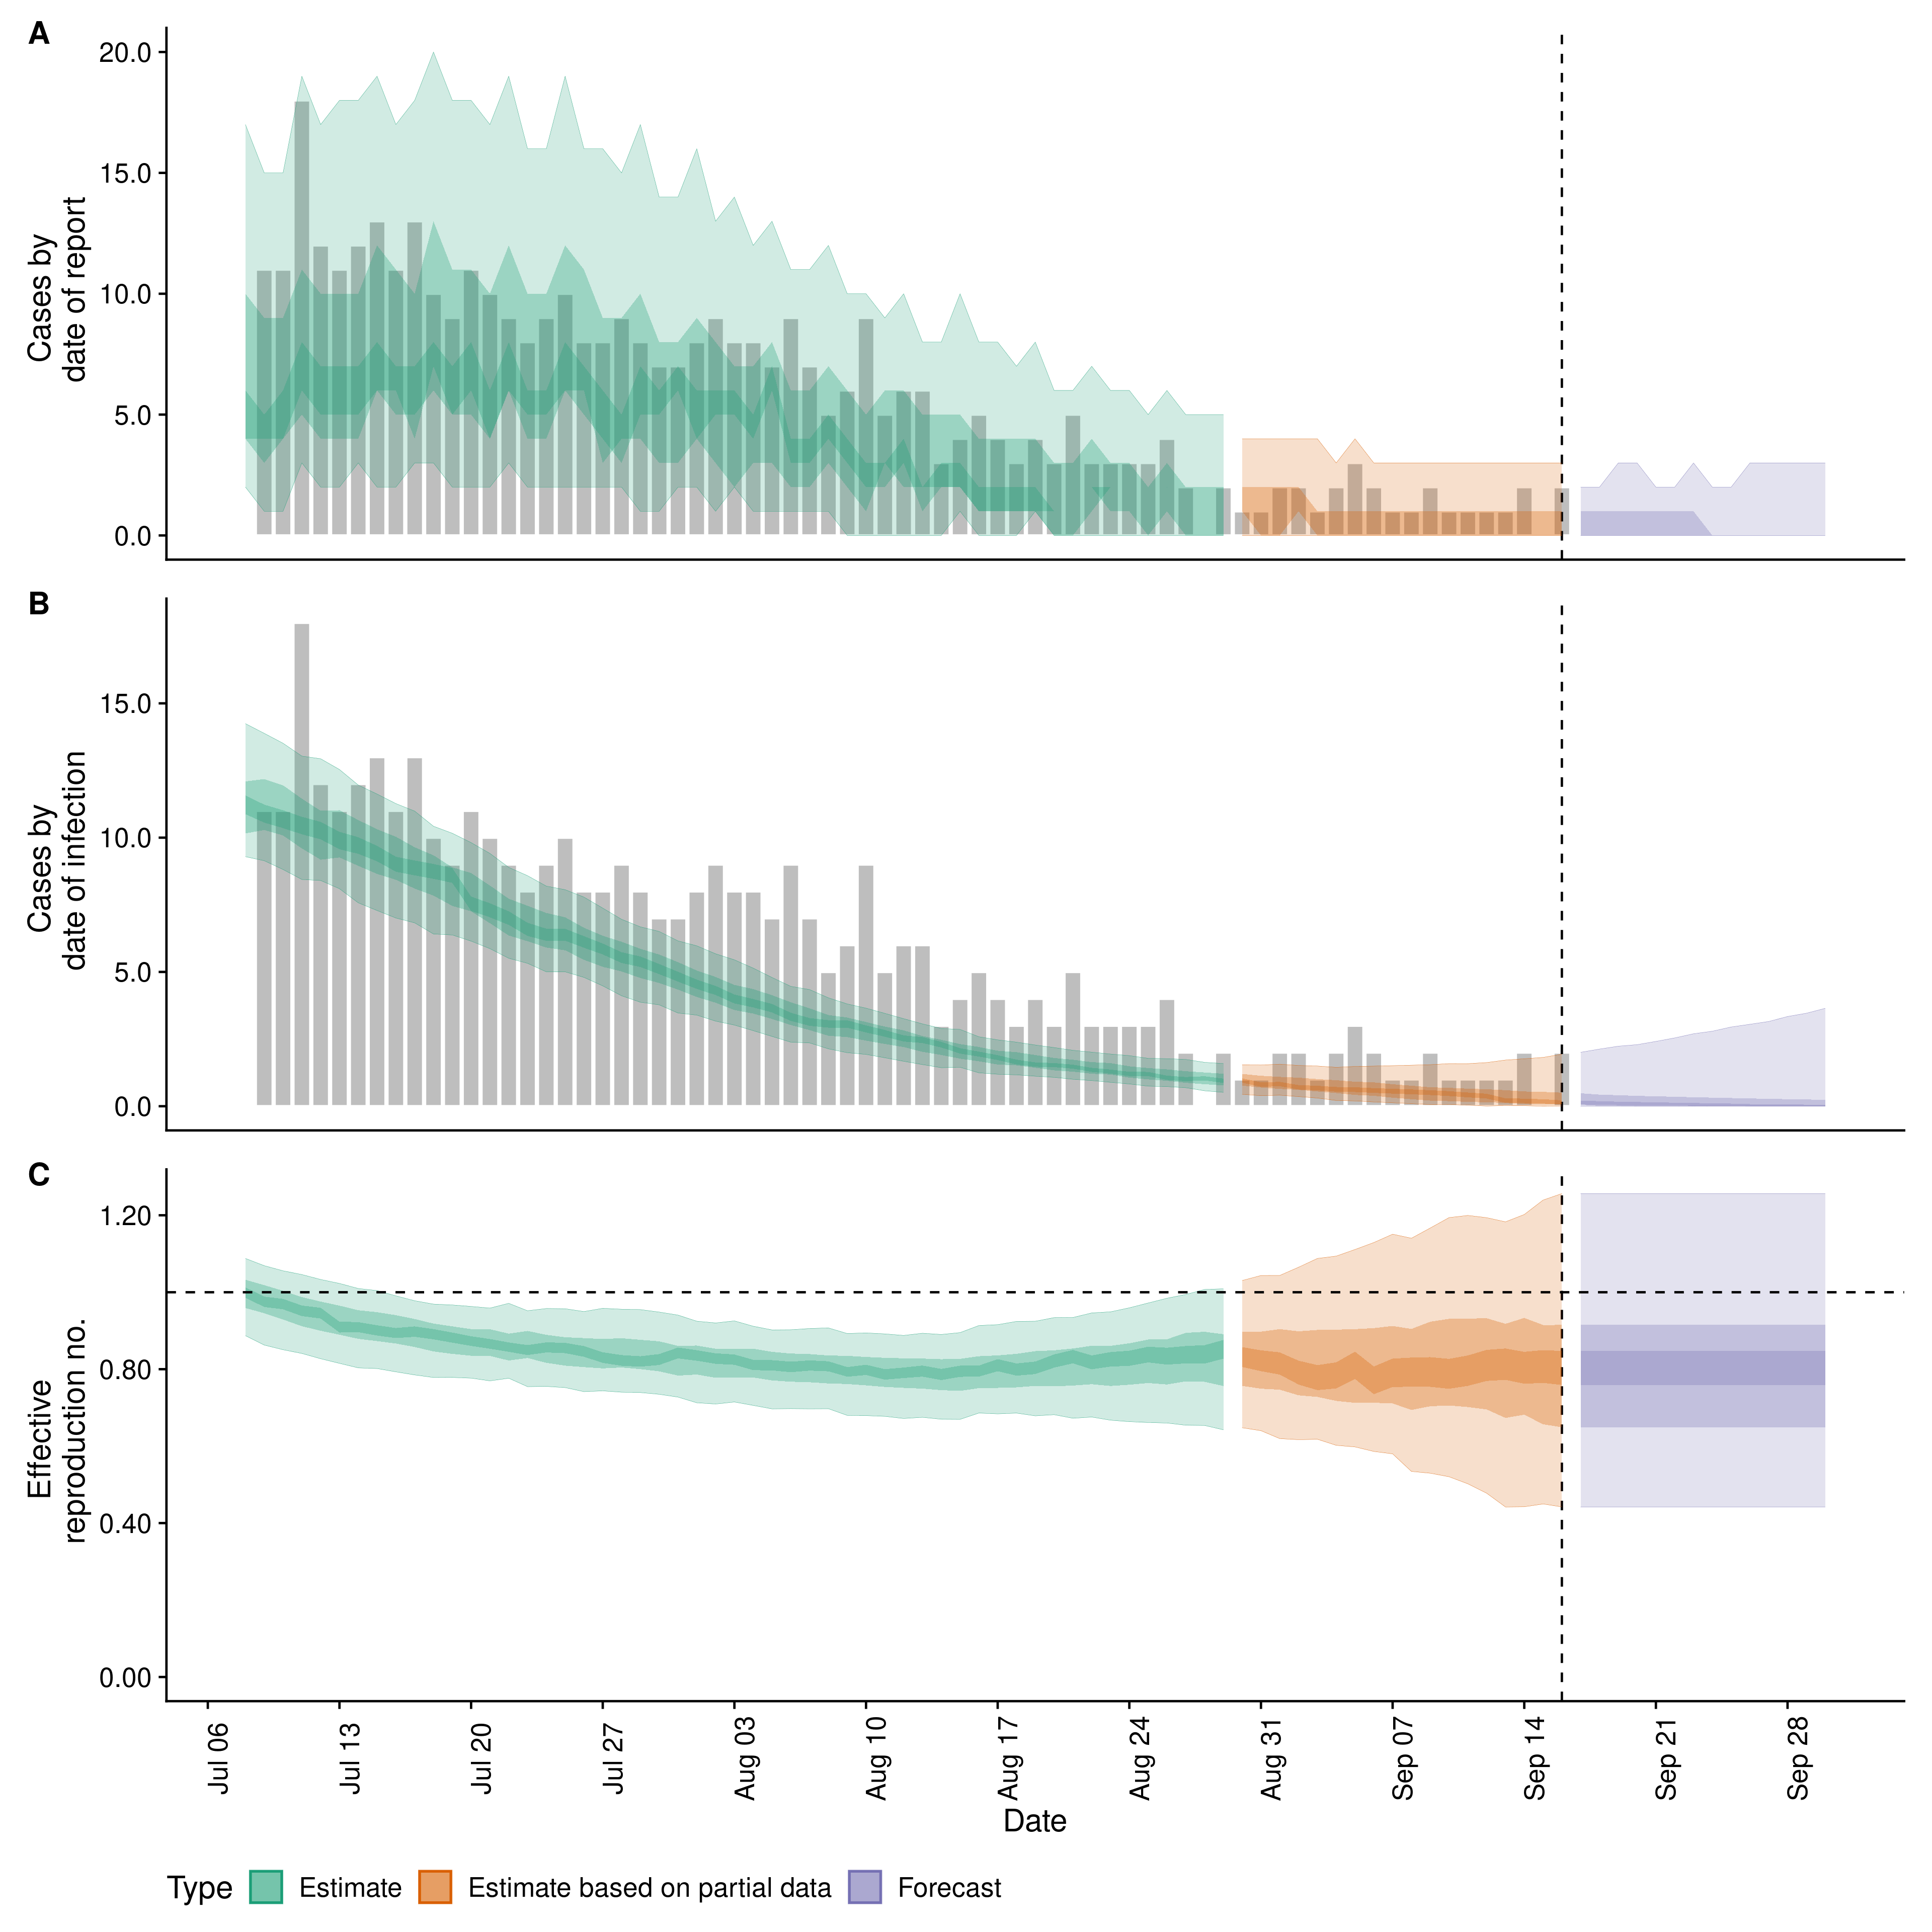 A
20.0
15.0
10.0
5.0
0.0
Cases by
date of report
B
15.0
10.0
5.0
0.0
Cases by
date of infection
C
1.20
0.80
0.40
0.00
Effective
reproduction no.
Jul 06
Jul 13
Jul 20
Jul 27
Aug 03
Aug 10
Aug 17
Aug 24
Aug 31
Sep 07
Sep 14
Sep 21
Sep 28
Date
Type Estimate Estimate based on partial data Forecast